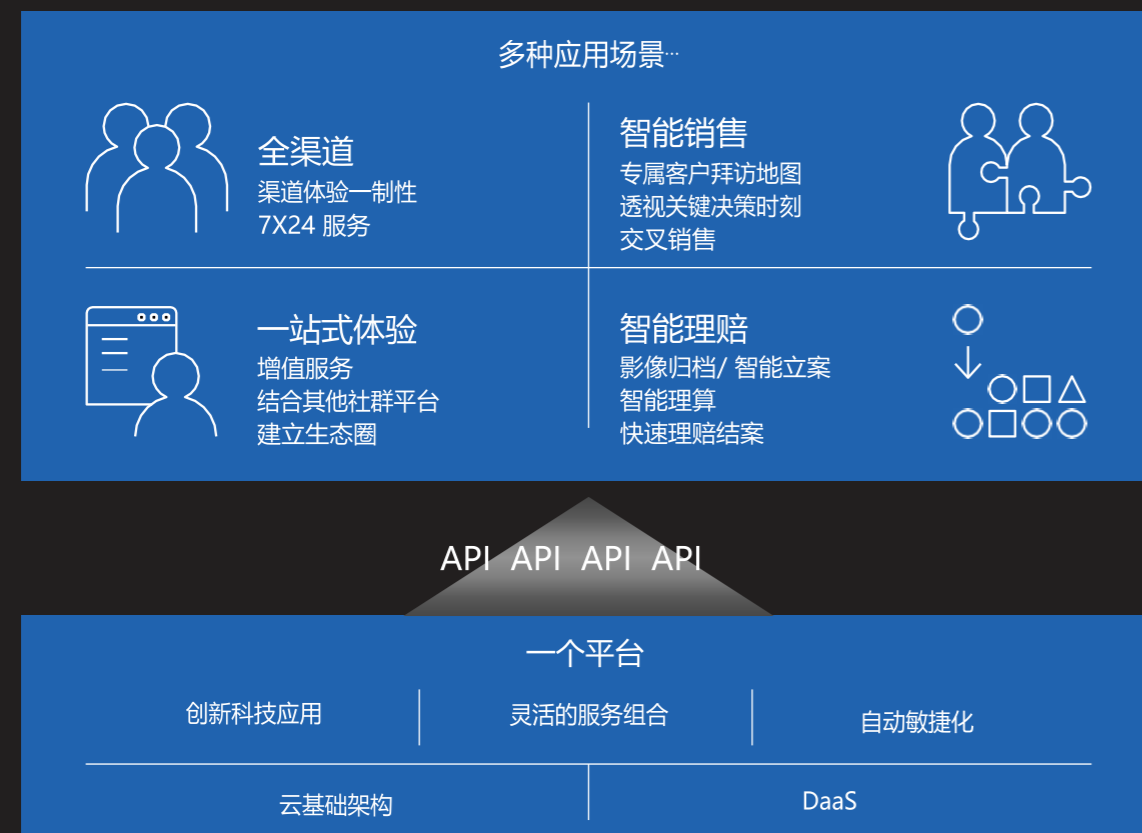 多种应用场景…
全渠道
渠道体验一制性
7X24 服务
智能销售
专属客户拜访地图
透视关键决策时刻
交叉销售
一站式体验
增值服务
结合其他社群平台
建立生态圈
智能理赔
影像归档/ 智能立案
智能理算
快速理赔结案
API API API API
一个平台
创新科技应用
灵活的服务组合
自动敏捷化
云基础架构
DaaS